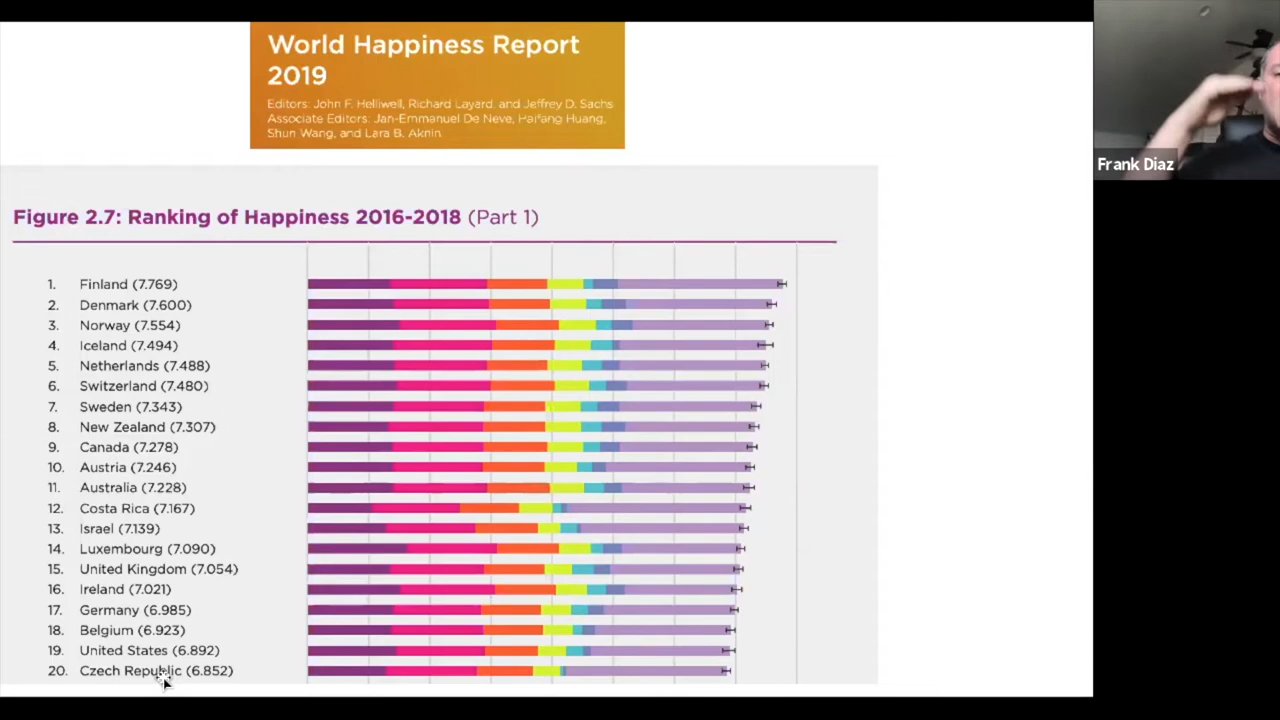 World Happiness Report
2019
Editors: John F. Helliwell, Richard Layard, and Jeffrey D. Sachs
Associate Editors: Jan-Emmanuel De Neve, Haifang Huang,
Shun Wang, and Lara B. Aknin
Frank Diaz
Figure 2.7: Ranking of Happiness 2016-2018 (Part 1)
1. Finland (7.769)
2. Denmark (7.600)
3. Norway (7.554)
4. Iceland (7.494)
5. Netherlands (7.488)
6. Switzerland (7.480)
7. Sweden (7.343)
8. New Zealand (7.307)
9. Canada (7.278)
10. Austria (7.246)
11. Australia (7.228)
12. Costa Rica (7.167)
13. Israel (7.139)
14. Luxembourg (7.090)
15. United Kingdom (7.054)
16. Ireland (7.021)
17. Germany (6.985)
18. Belgium (6.923)
19. United States (6.892)
20. Czech Republic (6.852)